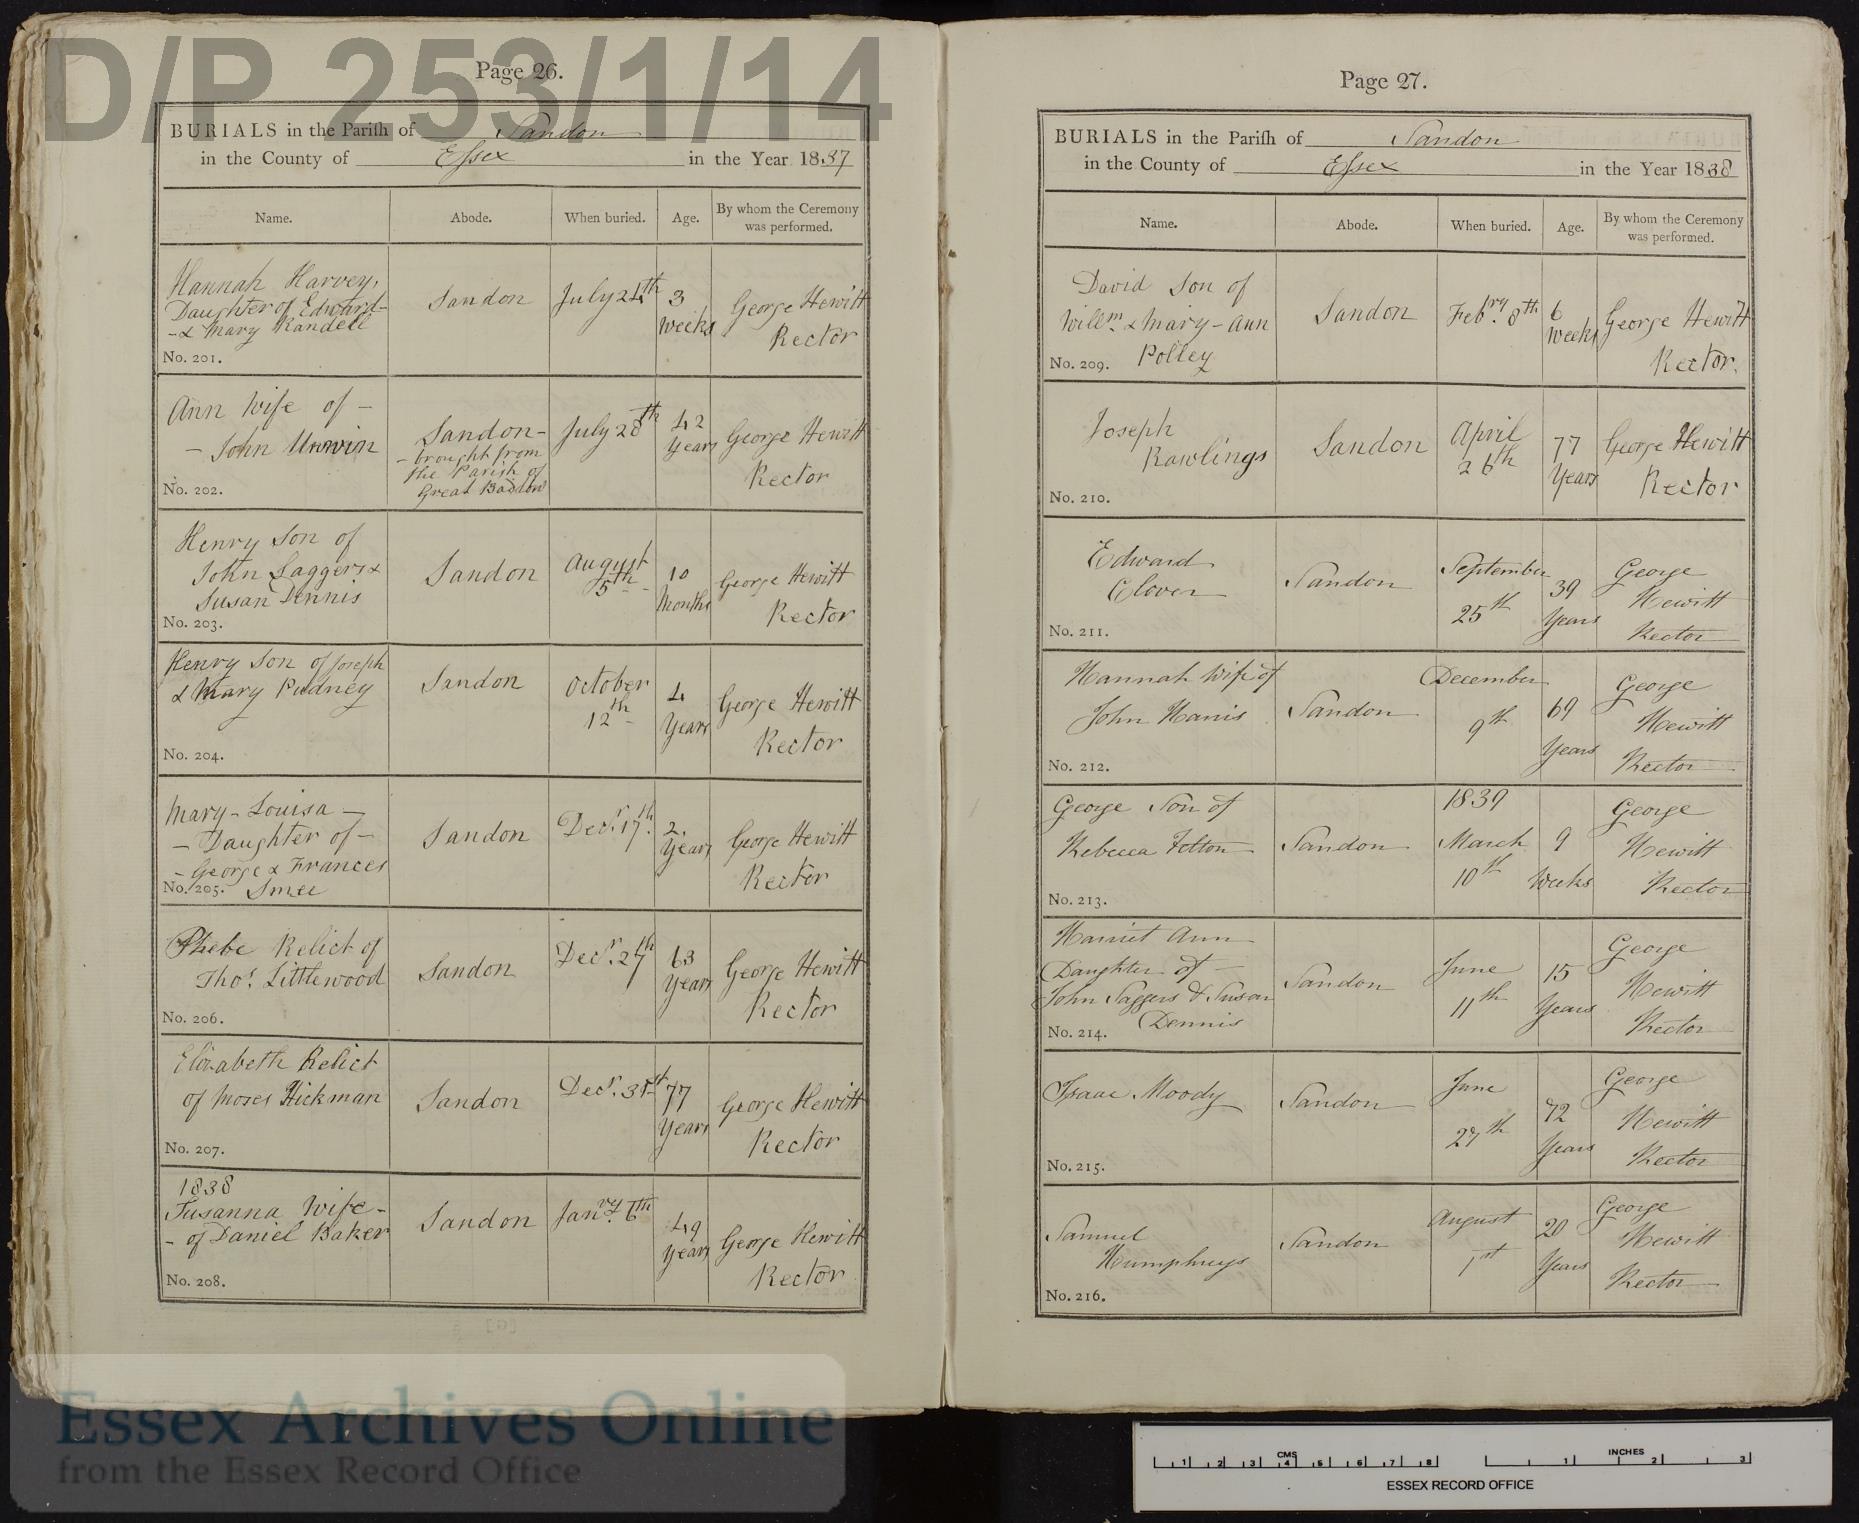 D/P 253/1/14
Page 26.
BURIALS in the Parish of Sandon
in the County of Essex in the Year 1837
Name. Abode. When buried. Age. By whom the Ceremony was performed.
Hannah Harvey,
Daughter of Edward-
-& Mary Randell
No. 201.
Sandon
July 24th
3
weeks
George Hewitt
Rector
Ann Wife of -
- John Unwin
No. 202.
Sandon-
- brought from
the Parish of
Great Baddow
July 28th
42
Years
George Hewitt
Rector
Henry Son of
John Saggers &
Susan Dennis
No. 203.
Sandon
August
5th -
10
Months
George Hewitt
Rector
Henry Son of Joseph
& Mary Pudney
No. 204.
Sandon
October
12th -
4
Years
George Hewitt
Rector
Mary-Louisa -
- Daughter of -
- George & Frances
No. 205. Smee
Sandon
Decr. 17th.
2
Years
George Hewitt
Rector
Phebe Relict of
Thos. Littlewood
No. 206.
Sandon
Decr. 27th
63
Years
George Hewitt
Rector
Elizabeth Relict
of Moses Hickman
No. 207.
Sandon
Decr. 31st
77
Years
George Hewitt
Rector
1838
Susanna Wife -
- of Daniel Baker
No. 208.
Sandon
Janry. 6th
49
Years
George Hewitt
Rector
Page 27.
BURIALS in the Parish of Sandon
in the County of Essex in the Year 1838
Name. Abode. When buried. Age. By whom the Ceremony was performed.
David Son of
Willm. & Mary-Ann
No. 209. Polley
Sandon
Febry. 8th
6
Weeks
George Hewitt
Rector.
Joseph
Rawlings
No. 210.
Sandon
April
26th
77
Years
George Hewitt
Rector
Edward
Clover
No. 211.
Sandon
September
25th
39
Years
George
Hewitt
Rector
Hannah Wife of
John Harris
No. 212.
Sandon
December
9th
69
Years
George
Hewitt
Rector
George Son of
Rebecca Felton
No. 213.
Sandon
1839
March
10th
9
Weeks
George
Hewitt
Rector
Harriet Ann
Daughter of -
John Saggers & Susan
No. 214. Dennis
Sandon
June
11th
15
Years
George
Hewitt
Rector
Isaac Moody
No. 215.
Sandon
June
27th
72
Years
George
Hewitt
Rector
Samuel
Humphreys
No. 216.
Sandon
August
1st
20
Years
George
Hewitt
Rector
Essex Archives Online
from the Essex Record Office
CMS
1 2 3 4 5 6 7 8
INCHES
1 2 3
ESSEX RECORD OFFICE